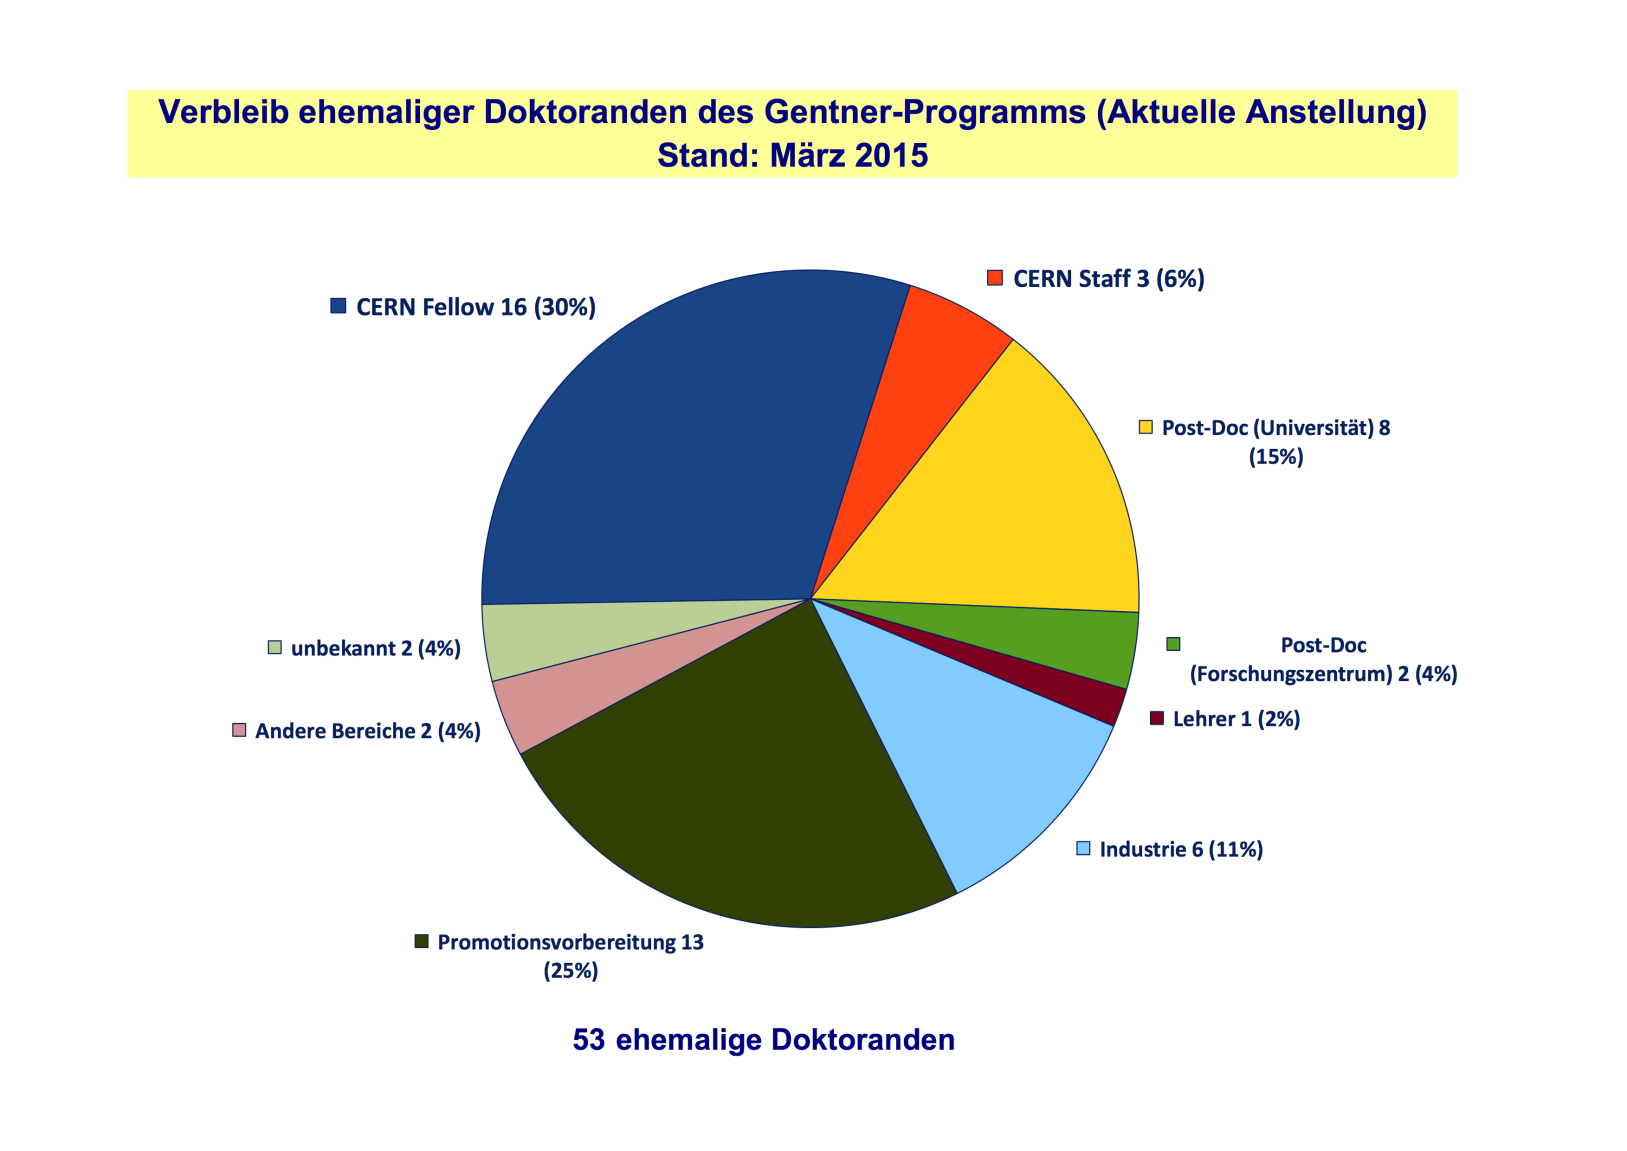 Verbleib ehemaliger Doktoranden des Gentner-Programms (Aktuelle Anstellung)
Stand: März 2015
CERN Staff 3 (6%)
CERN Fellow 16 (30%)
Post-Doc (Universität) 8
(15%)
Post-Doc
(Forschungszentrum) 2 (4%)
unbekannt 2 (4%)
Lehrer 1 (2%)
Andere Bereiche 2 (4%)
Industrie 6 (11%)
Promotionsvorbereitung 13
(25%)
53 ehemalige Doktoranden